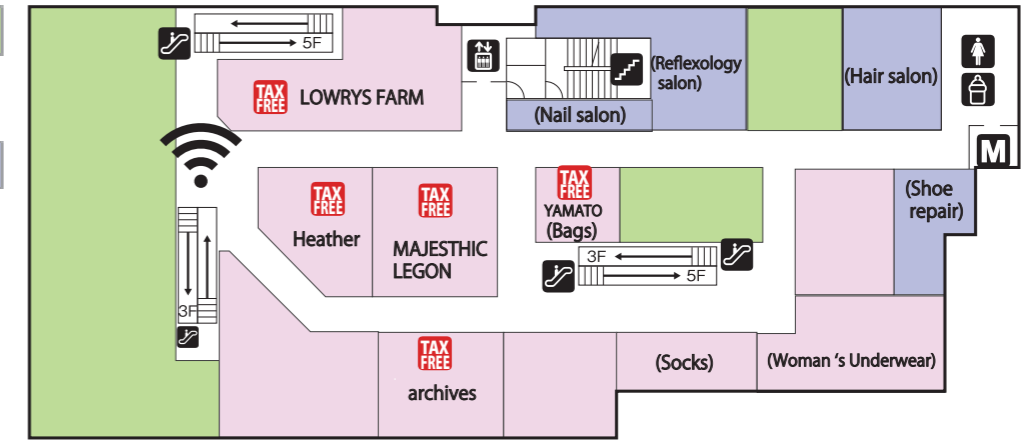 5F
TAX
FREE
LOWRYS FARM
(Nail salon)
(Reflexology
salon)
(Hair salon)
M
TAX
FREE
Heather
TAX
FREE
MAJESTHIC
LEGON
TAX
FREE
YAMATO
(Bags)
(Shoe
repair)
3F
5F
3F
TAX
FREE
archives
(Socks)
(Woman ‘s Underwear)